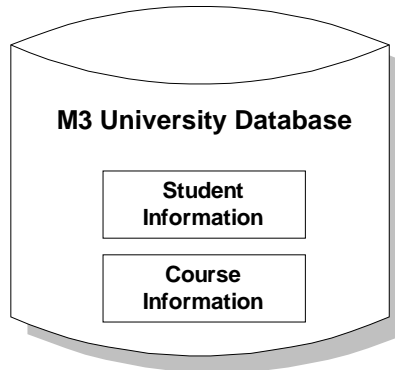 M3 University Database
Student
Information
Course
Information